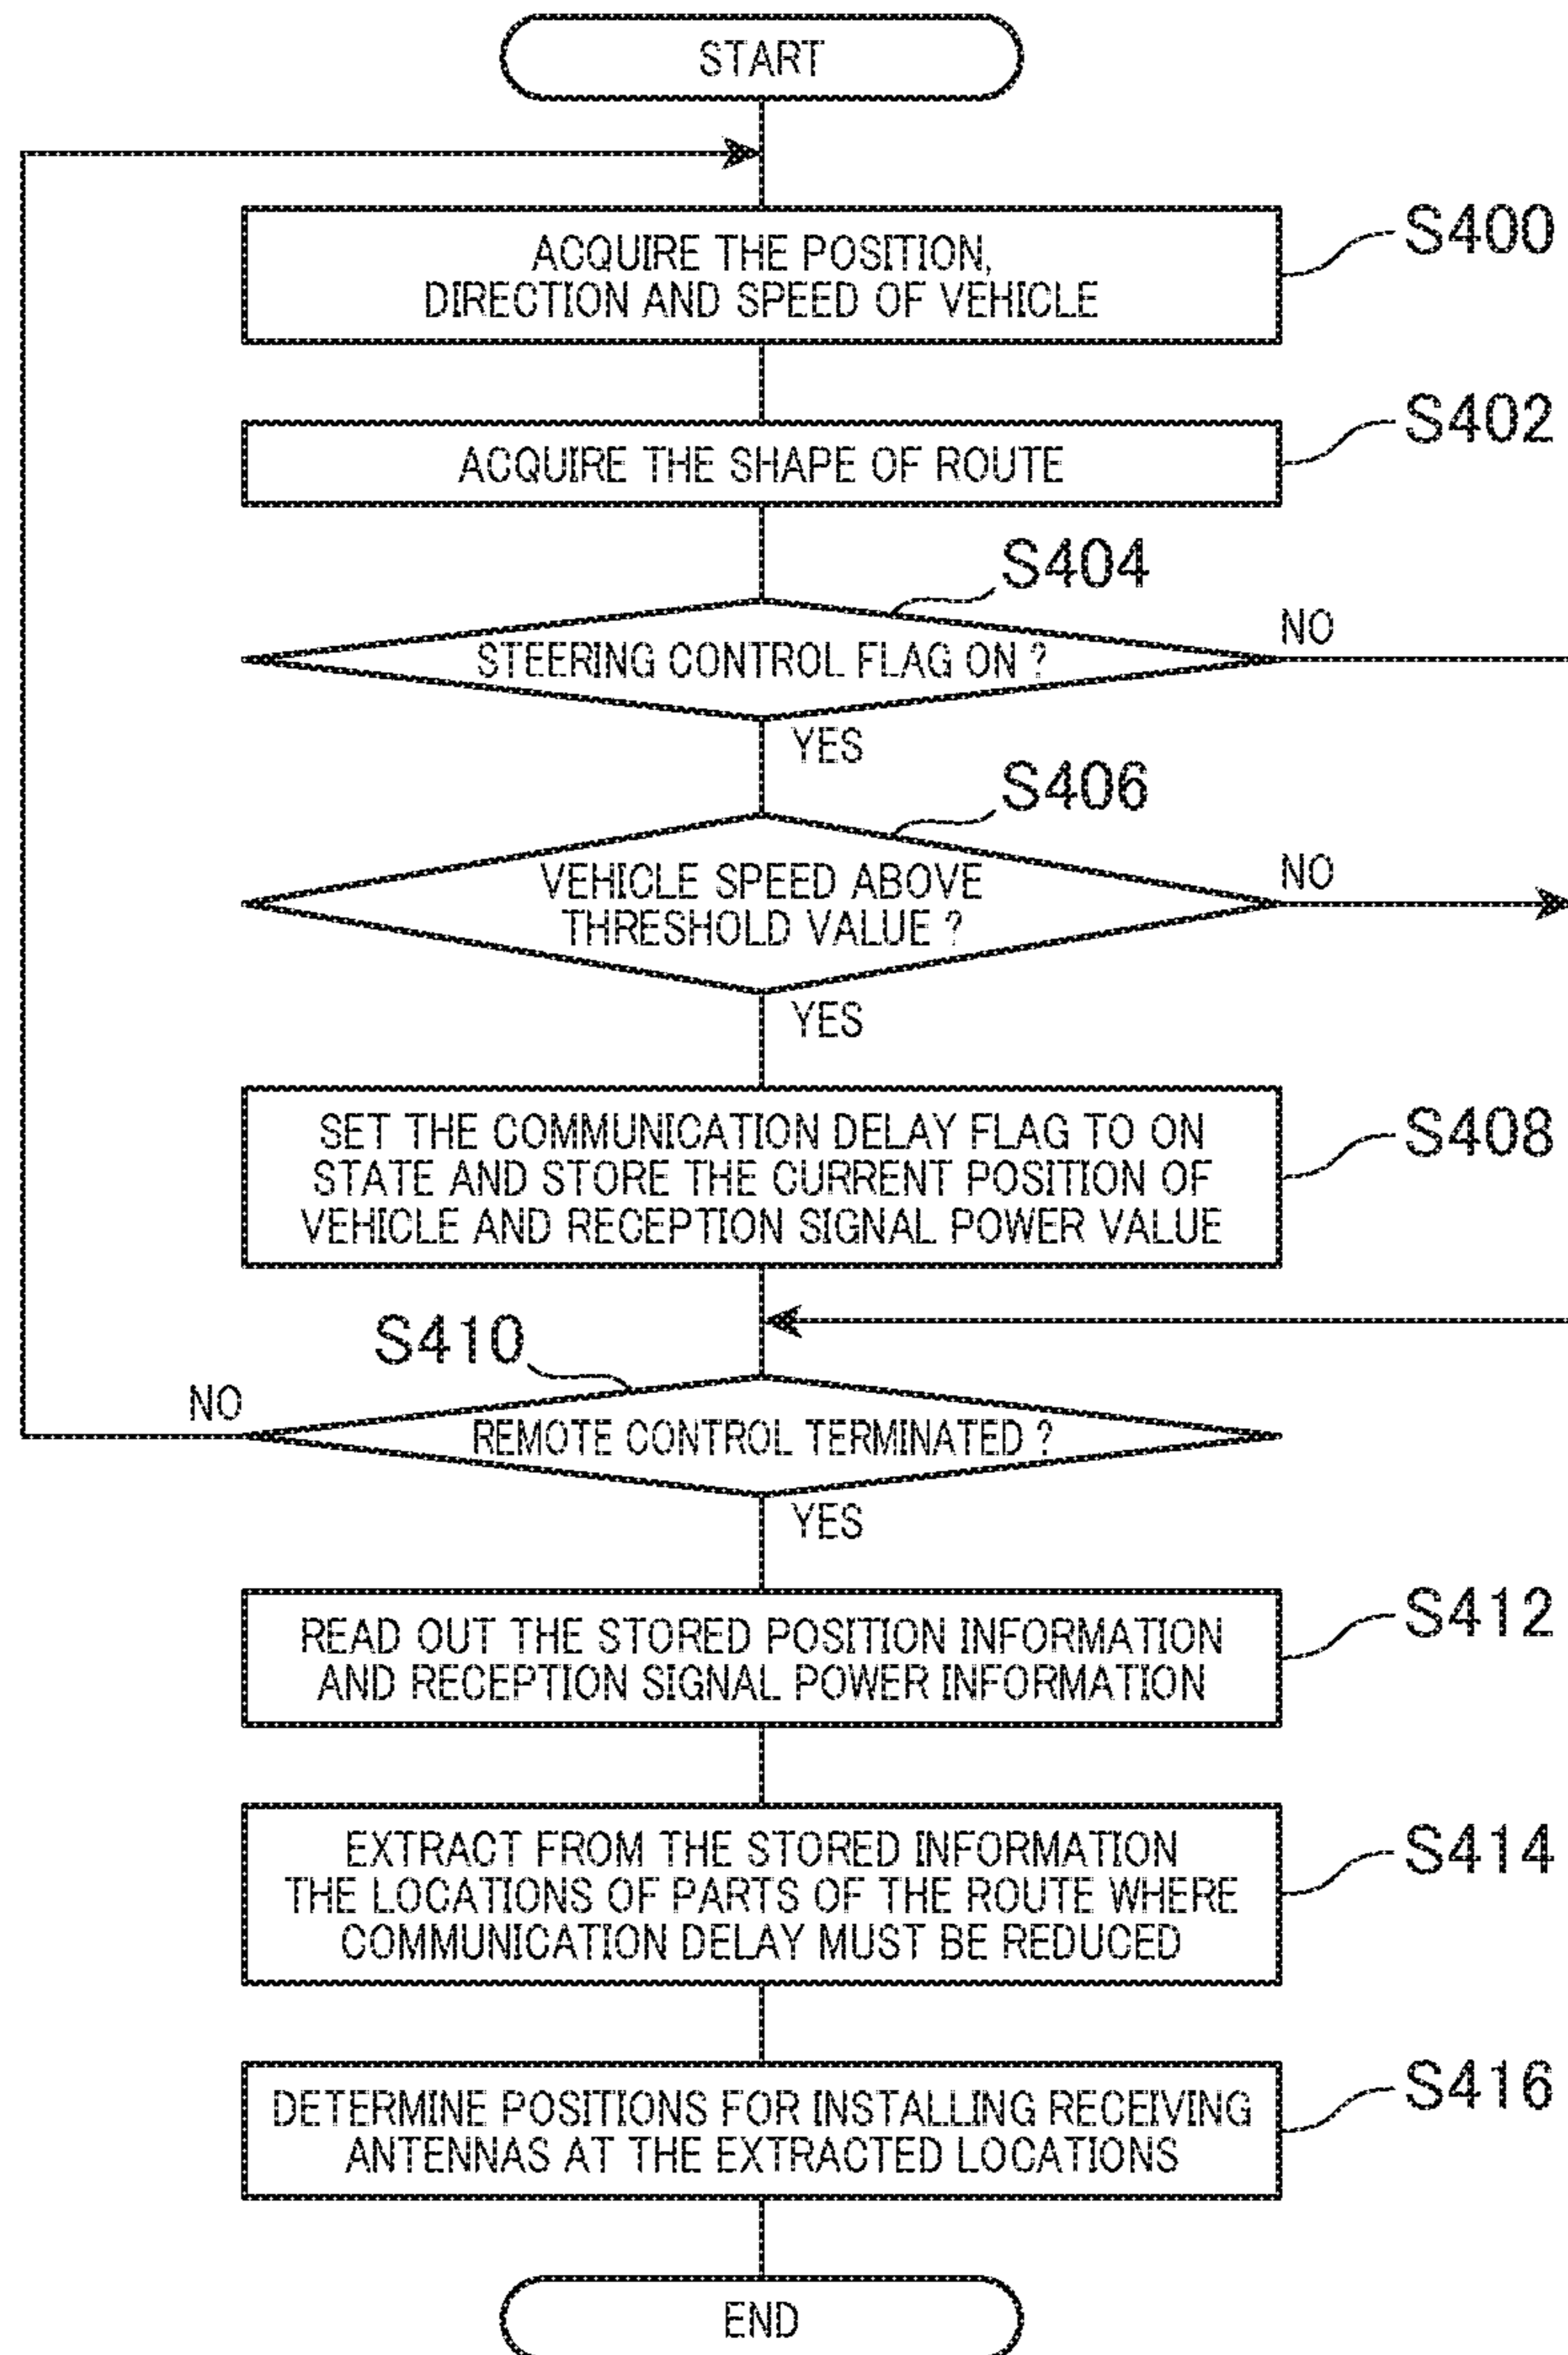 START
ACQUIRE THE POSITION,
DIRECTION AND SPEED OF VEHICLE
S400
ACQUIRE THE SHAPE OF ROUTE
S402
S404
STEERING CONTROL FLAG ON ?
NO
YES
S406
VEHICLE SPEED ABOVE
THRESHOLD VALUE ?
NO
YES
SET THE COMMUNICATION DELAY FLAG TO ON
STATE AND STORE THE CURRENT POSITION OF
VEHICLE AND RECEPTION SIGNAL POWER VALUE
S408
S410
NO
REMOTE CONTROL TERMINATED ?
YES
READ OUT THE STORED POSITION INFORMATION
AND RECEPTION SIGNAL POWER INFORMATION
S412
EXTRACT FROM THE STORED INFORMATION
THE LOCATIONS OF PARTS OF THE ROUTE WHERE
COMMUNICATION DELAY MUST BE REDUCED
S414
DETERMINE POSITIONS FOR INSTALLING RECEIVING
ANTENNAS AT THE EXTRACTED LOCATIONS
S416
END